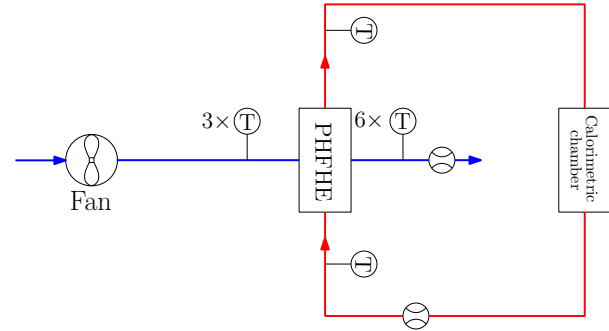 T
3× T
6× T
PHFHE
Calorimetric
chamber
Fan
T